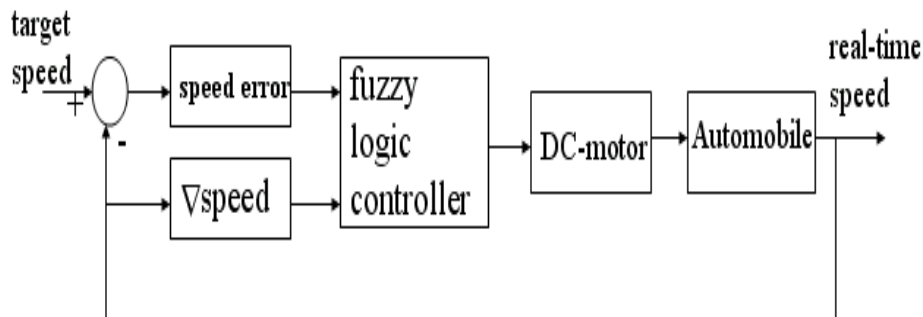 target
speed
+
-
speed error
∇speed
fuzzy
logic
controller
DC-motor
Automobile
real-time
speed